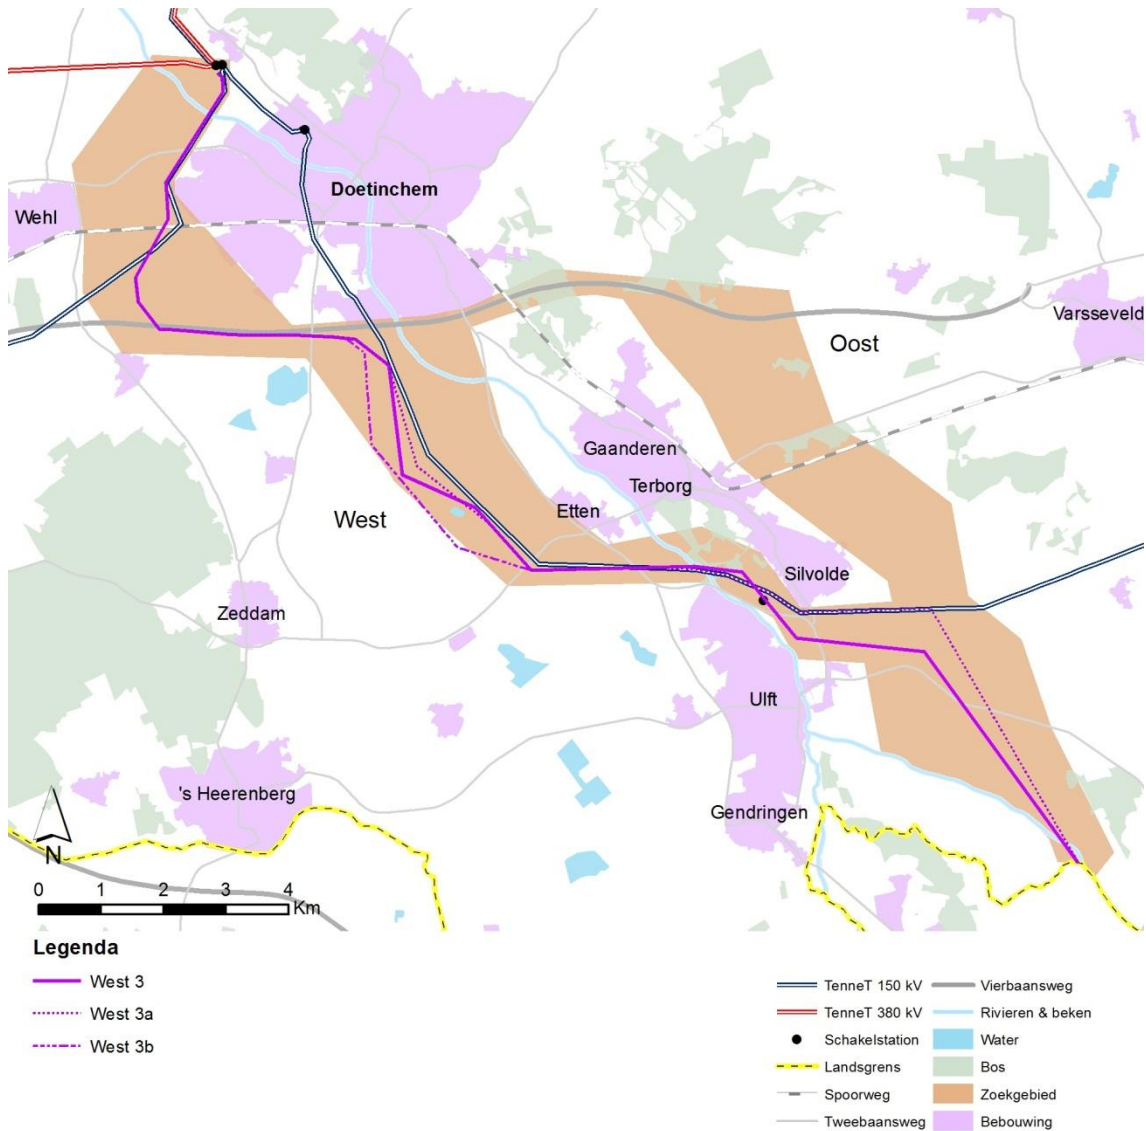 Doetinchem
Wehl
Varsseveld
Oost
Gaanderen
Terborg
Etten
West
Silvolde
Zeddam
Ulft
's Heerenberg
Gendringen
N
0 1 2 3 4
Km
Legenda
West 3
West 3a
West 3b
TenneT 150 kV
TenneT 380 kV
Schakelstation
Landsgrens
Spoorweg
Tweebaansweg
Vierbaansweg
Rivieren & beken
Water
Bos
Zoekgebied
Bebouwing